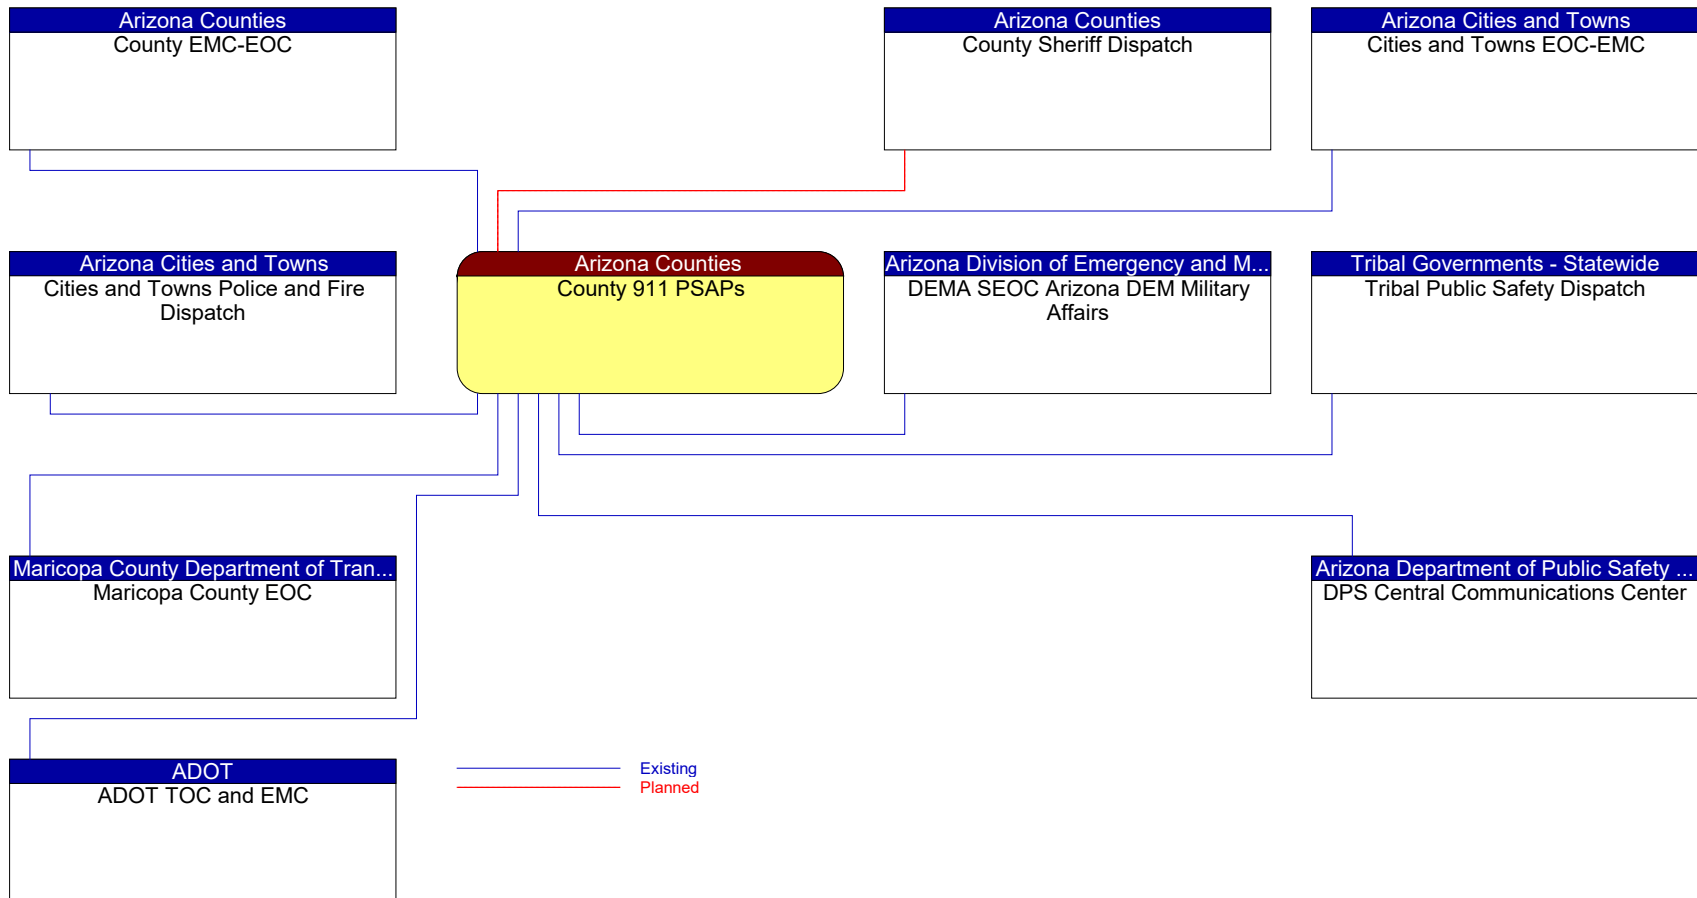 Arizona Counties
County EMC-EOC
Arizona Counties
County Sheriff Dispatch
Arizona Cities and Towns
Cities and Towns EOC-EMC
Arizona Cities and Towns
Cities and Towns Police and Fire
Dispatch
Arizona Counties
County 911 PSAPs
Arizona Division of Emergency and M...
DEMA SEOC Arizona DEM Military
Affairs
Tribal Governments - Statewide
Tribal Public Safety Dispatch
Maricopa County Department of Tran...
Maricopa County EOC
Arizona Department of Public Safety ...
DPS Central Communications Center
ADOT
ADOT TOC and EMC
Existing
Planned